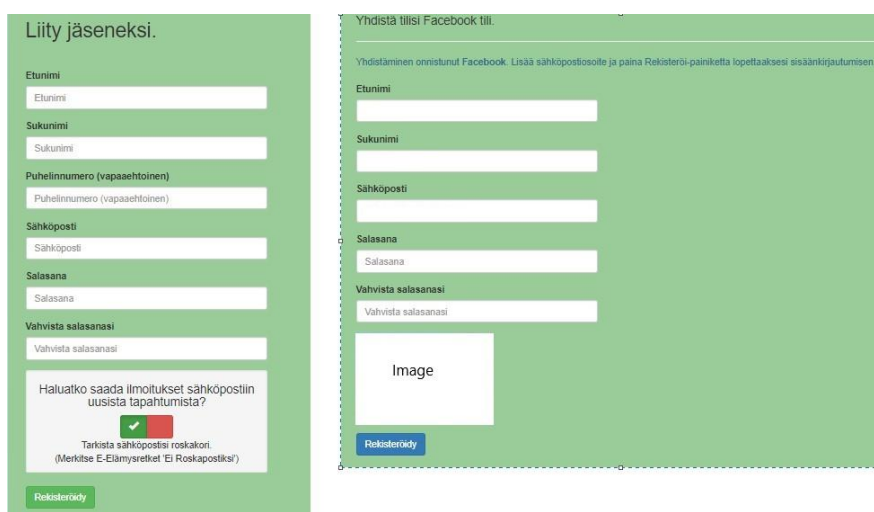 Liity jäseneksi.
Etunimi
Etunimi
Sukunimi
Sukunimi
Puhelinnumero (vapaaehtoinen)
Puhelinnumero (vapaaehtoinen)
Sähköposti
Sähköposti
Salasana
Salasana
Vahvista salasanasi
Vahvista salasanasi
Haluatko saada ilmoitukset sähköpostiin
uusista tapahtumista?
Tarkista sähköpostisi roskakori.
(Merkitse E-Elämysretket 'Ei Roskapostiksi')
Rekisteröidy
Yhdistä tilisi Facebook tili.
Yhdistäminen onnistunut Facebook. Lisää sähköpostiosoite ja paina Rekisteröi-painiketta lopettaaksesi sisäänkirjautumisen
Etunimi
Sukunimi
Sähköposti
Salasana
Salasana
Vahvista salasanasi
Vahvista salasanasi
Image
Rekisteröidy